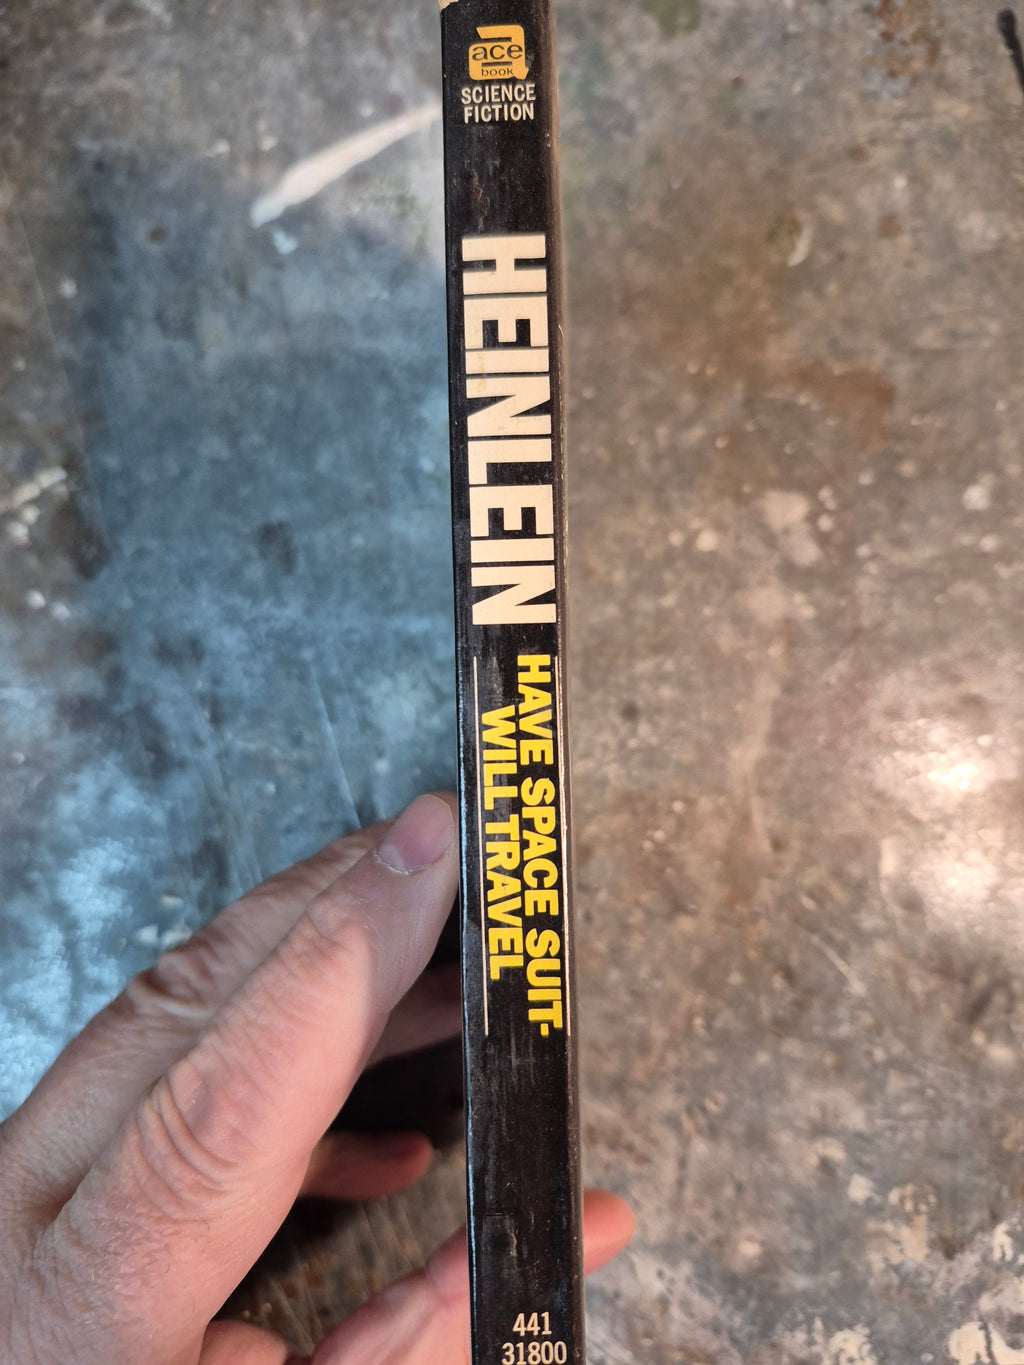 ace
book
SCIENCE
FICTION
HEINLEIN
HAVE SPACE SUIT-
WILL TRAVEL
441
31800